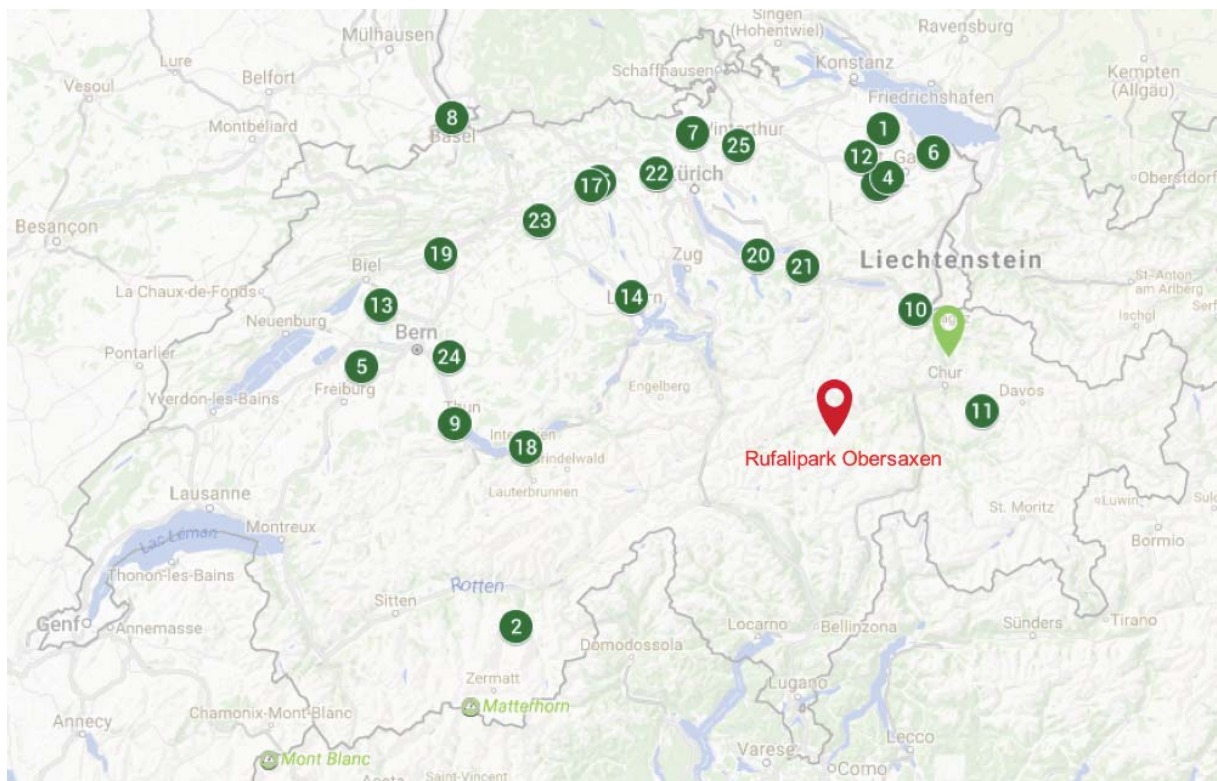 Singen
(Hohentwiel)
Ravensburg
Mülhausen
Lure
Schaffhausen
Konstanz
Kempten
(Allgäu)
Vesoul
Belfort
Friedrichshafen
8
Basel
Montbéliard
7
Winterthur
25
1
12
6
4
Oberstdorf
22
Zürich
17
Besançon
23
19
Zug
20
21
Liechtenstein
Biel
La Chaux-de-Fonds
St-Anton
am Arlberg
13
14
10
Ischgl
Neuenburg
Bern
Pontarlier
24
5
Engelberg
Chur
Freiburg
Davos
Yverdon-les-Bains
11
9
Thun
18
Rufalipark Obersaxen
Lauterbrunnen
Lausanne
St. Moritz
Montreux
Bormio
Lac Léman
Thonon-les-Bains
Rotten
Sitten
2
Genf
Annemasse
Locarno
Bellinzona
Sünders
Tirano
Domodossola
Zermatt
Lugano
Matterhorn
Annecy
Chamonix-Mont-Blanc
Mont Blanc
Varese
Lecco
Como
Saint-Vincent